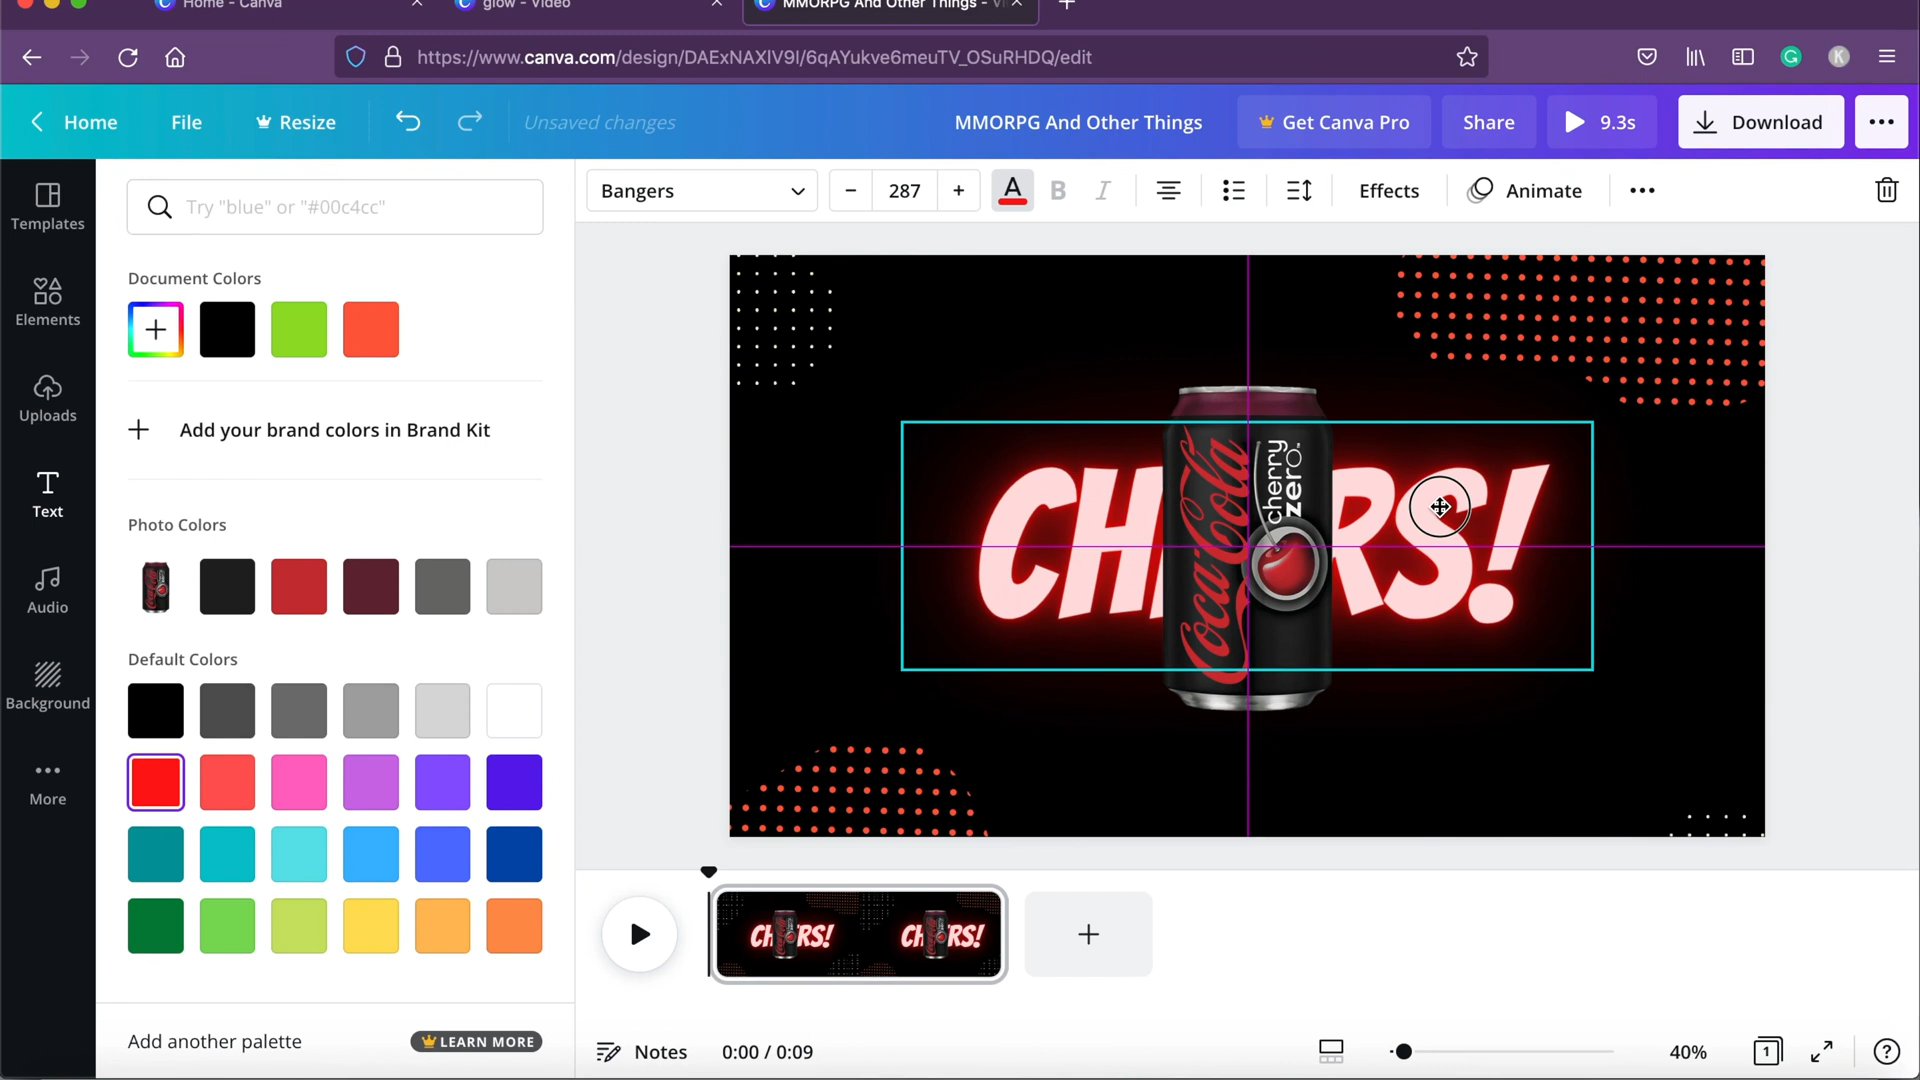 Home - Canva
glow - Video
MMORPG And Other Things -
https://www.canva.com/design/DAExNAXlV9I/6qAYukve6meuTV_OSuRHDQ/edit
G
K
Home
File
Resize
Unsaved changes
MMORPG And Other Things
Get Canva Pro
Share
9.3s
Download
Templates
Elements
Uploads
Text
Audio
Background
More
Try "blue" or "#00c4cc"
Document Colors
Add your brand colors in Brand Kit
Photo Colors
Default Colors
Add another palette
LEARN MORE
Bangers
287
A
B
I
Effects
Animate
CH
RS!
Coca-Cola
cherry
zero
CH
RS!
CH
RS!
Notes
0:00 / 0:09
40%
1
?